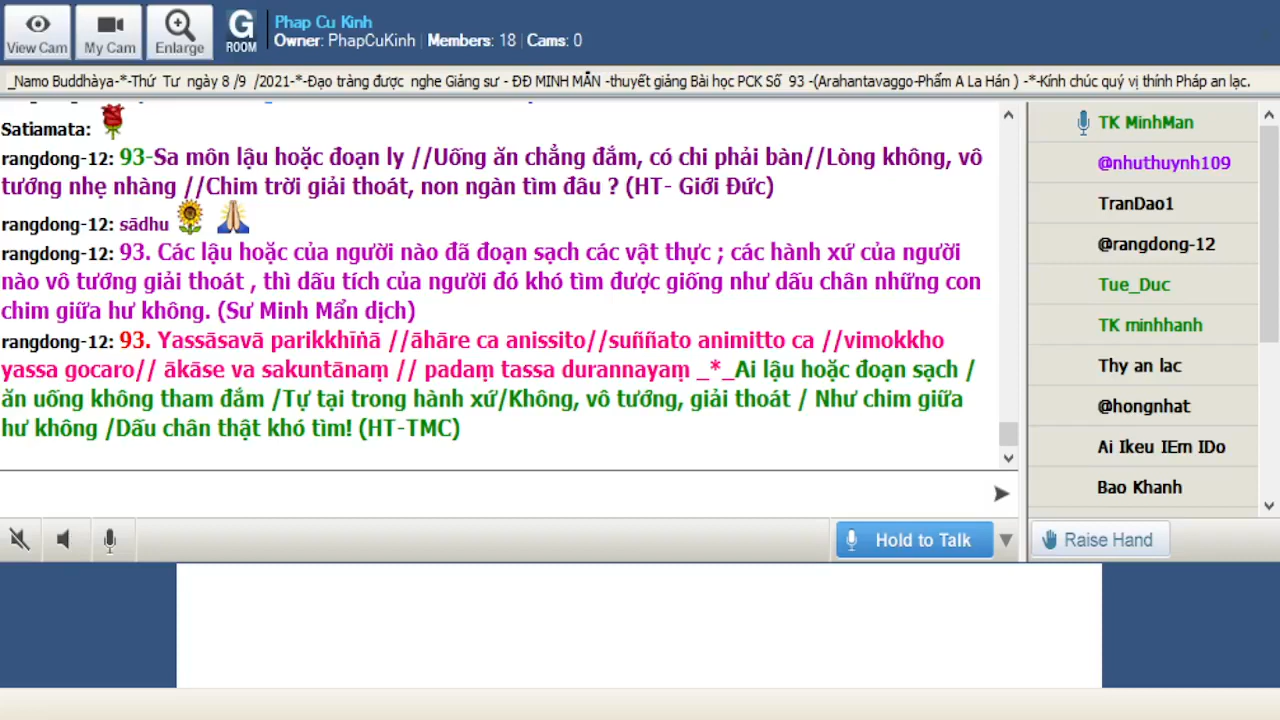 Phap Cu Kinh
Owner: PhapCuKinh | Members: 18 | Cams: 0
View Cam
My Cam
Enlarge
G
ROOM
_Namo Buddhàya-*-Thứ Tư ngày 8 /9 /2021-*-Đạo tràng được nghe Giảng sư - ĐĐ MINH MẪN -thuyết giảng Bài học PCK Số 93 -(Arahantavaggo-Phẩm A La Hán ) -*-Kính chúc quý vị thính Pháp an lạc.
Satiamata:
rangdong-12: 93-Sa môn lậu hoặc đoạn ly //Uống ăn chẳng đắm, có chi phải bàn//Lòng không, vô
tướng nhẹ nhàng //Chim trời giải thoát, non ngàn tìm đâu ? (HT- Giới Đức)
rangdong-12: sādhu
rangdong-12: 93. Các lậu hoặc của người nào đã đoạn sạch các vật thực ; các hành xứ của người
nào vô tướng giải thoát , thì dấu tích của người đó khó tìm được giống như dấu chân những con
chim giữa hư không. (Sư Minh Mẩn dịch)
rangdong-12: 93. Yassāsavā parikkhīṅā //āhāre ca anissito//suññato animitto ca //vimokkho
yassa gocaro// ākāse va sakuntānaṃ // padaṃ tassa durannayaṃ _*_Ai lậu hoặc đoạn sạch /
ăn uống không tham đắm /Tự tại trong hành xứ/Không, vô tướng, giải thoát / Như chim giữa
hư không /Dấu chân thật khó tìm! (HT-TMC)
TK MinhMan
@nhuthuynh109
TranDao1
@rangdong-12
Tue_Duc
TK minhhanh
Thy an lac
@hongnhat
Ai Ikeu IEm IDo
Bao Khanh
Hold to Talk
Raise Hand